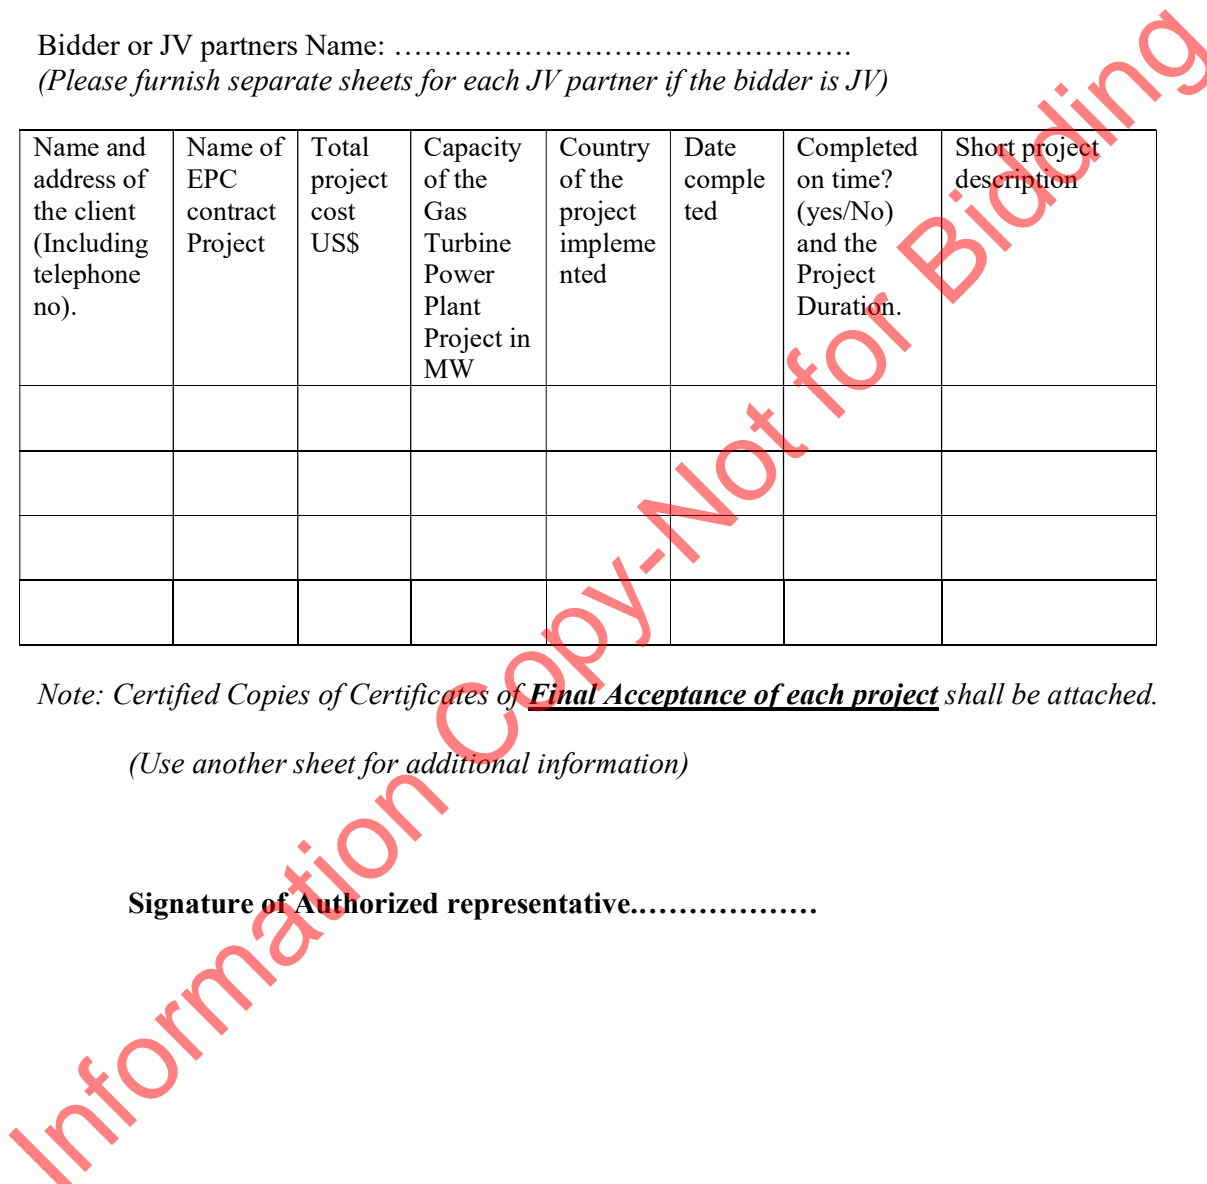 Bidder or JV partners Name: ……………………………………….
(Please furnish separate sheets for each JV partner if the bidder is JV)
Name and
address of
the client
(Including
telephone
no).
Name of
EPC
contract
Project
Total
project
cost
US$
Capacity
of the
Gas
Turbine
Power
Plant
Project in
MW
Country
of the
project
impleme
nted
Date
comple
ted
Completed
on time?
(yes/No)
and the
Project
Duration.
Short project
description
Note: Certified Copies of Certificates of Final Acceptance of each project shall be attached.
(Use another sheet for additional information)
Signature of Authorized representative.………………
Information Copy-Not for Bidding